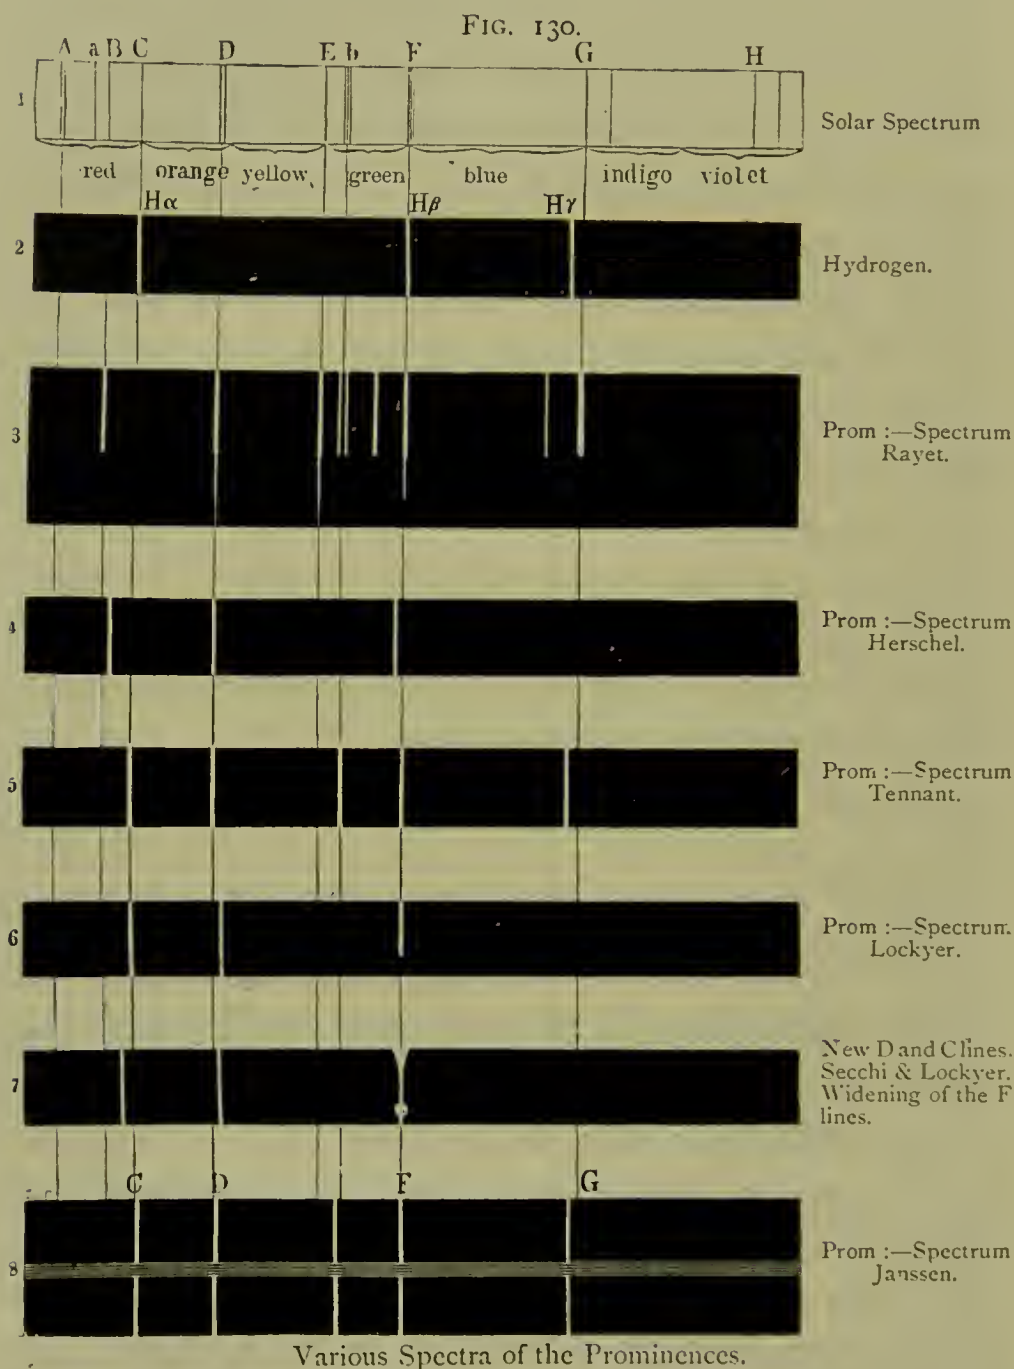 FIG. 130.
A a B C D E b F G H
1 Solar Spectrum
red orange yellow green blue indigo violet
Hα Hβ Hγ
2 Hydrogen.
3 Prom :—Spectrum
Rayet.
4 Prom :—Spectrum
Herschel.
5 Prom :—Spectrum
Tennant.
6 Prom :—Spectrum.
Lockyer.
New D and C lines.
Secchi & Lockyer.
7 Widening of the F
lines.
C D F G
8 Prom :—Spectrum
Janssen.
Various Spectra of the Prominences.